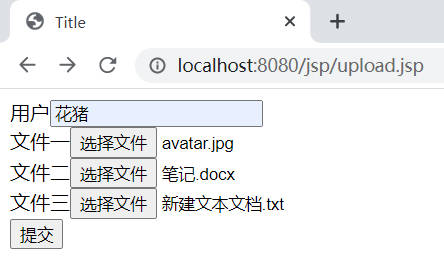 Title
localhost:8080/jsp/upload.jsp
用户 花猪
文件一 选择文件 avatar.jpg
文件二 选择文件 笔记.docx
文件三 选择文件 新建文本文档.txt
提交